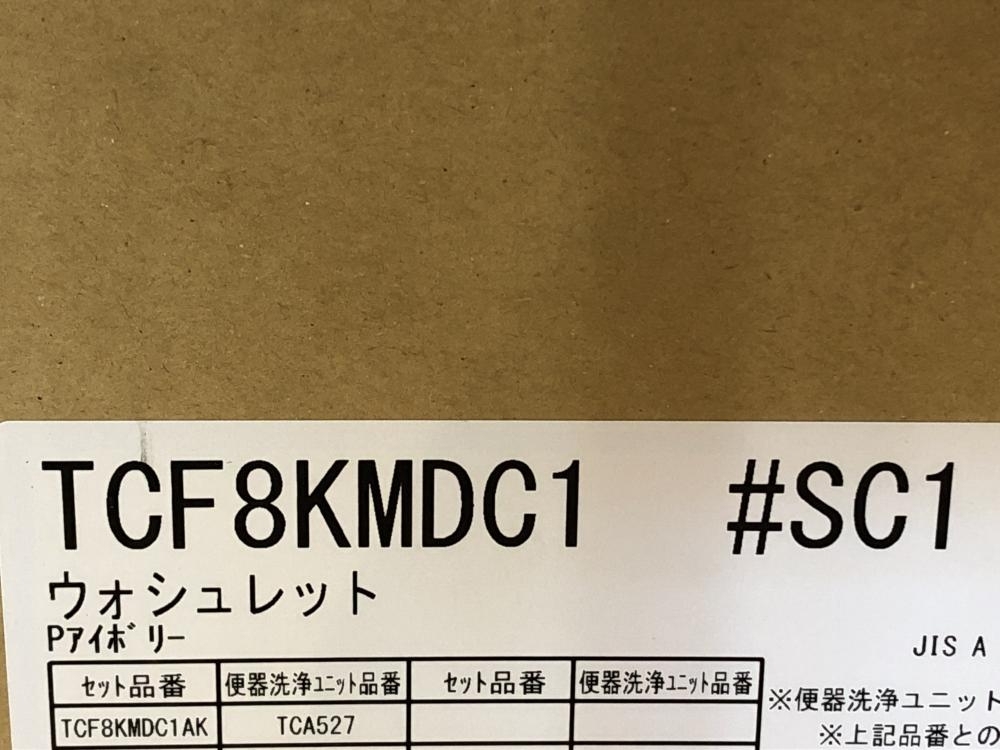 TCF8KMDC1 #SC1
ウォシュレット
Pアイボリー
JIS A
セット品番 便器洗浄ユニット品番 セット品番 便器洗浄ユニット品番
※便器洗浄ユニット
TCF8KMDC1AK TCA527
※上記品番との